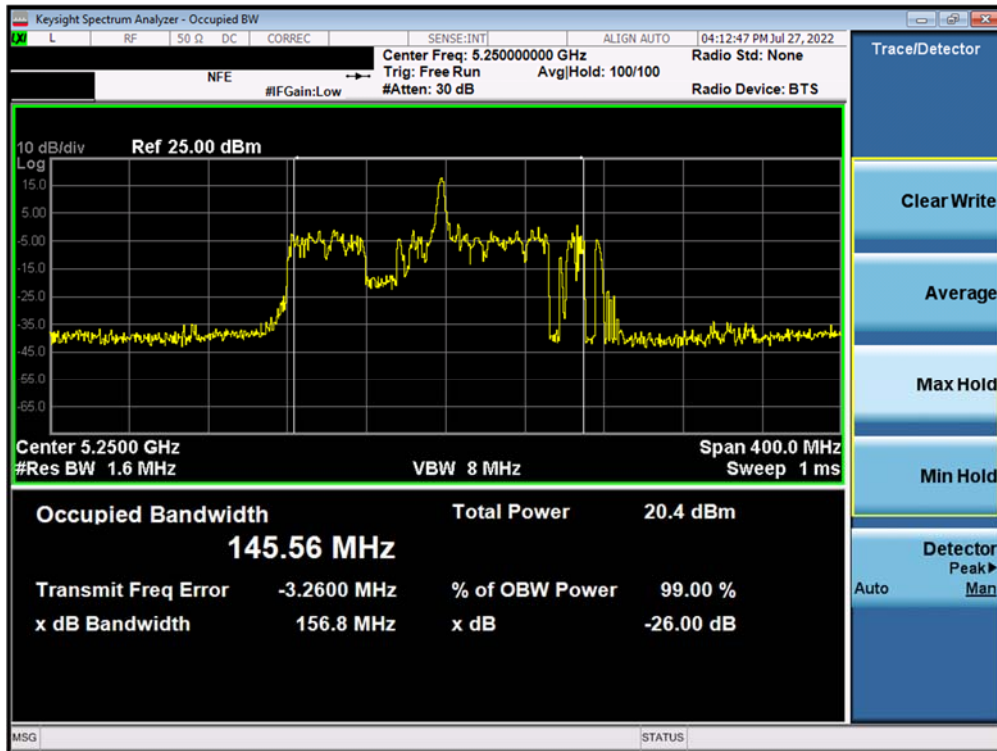 Keysight Spectrum Analyzer - Occupied BW
LXI L RF 50 Ω DC CORREC SENSE:INT ALIGN AUTO 04:12:47 PM Jul 27, 2022
Center Freq: 5.250000000 GHz Radio Std: None
NFE Trig: Free Run Avg|Hold: 100/100
#IFGain:Low #Atten: 30 dB Radio Device: BTS
10 dB/div Ref 25.00 dBm
Log
15.0
5.00
-5.00
-15.0
-25.0
-35.0
-45.0
-55.0
-65.0
Center 5.2500 GHz Span 400.0 MHz
#Res BW 1.6 MHz VBW 8 MHz Sweep 1 ms
Occupied Bandwidth Total Power 20.4 dBm
145.56 MHz
Transmit Freq Error -3.2600 MHz % of OBW Power 99.00 %
x dB Bandwidth 156.8 MHz x dB -26.00 dB
MSG STATUS
Trace/Detector
Clear Write
Average
Max Hold
Min Hold
Detector
Peak▶
Auto Man